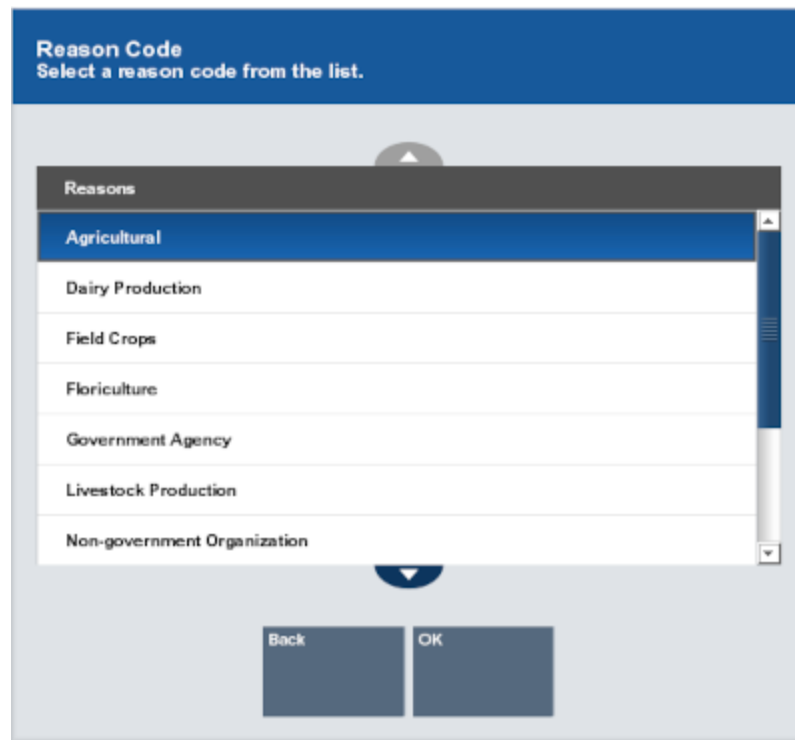 Reason Code
Select a reason code from the list.
Reasons
Agricultural
Dairy Production
Field Crops
Floriculture
Government Agency
Livestock Production
Non-government Organization
Back
OK